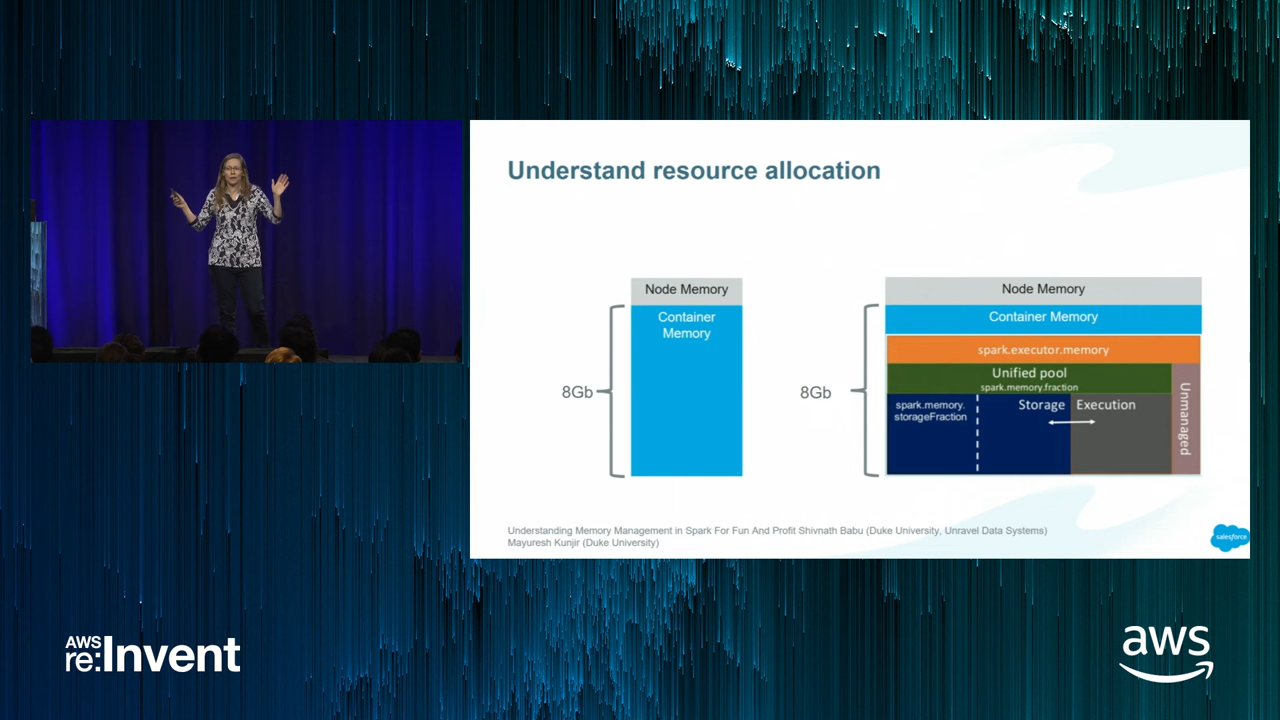 Understand resource allocation
Node Memory
Container
Memory
8Gb
Node Memory
Container Memory
spark.executor.memory
Unified pool
spark.memory.fraction
spark.memory.
storageFraction
Storage
Execution
Unmanaged
8Gb
Understanding Memory Management in Spark For Fun And Profit Shivnath Babu (Duke University, Unravel Data Systems)
Mayuresh Kunjir (Duke University)
salesforce
AWS
re:Invent
aws